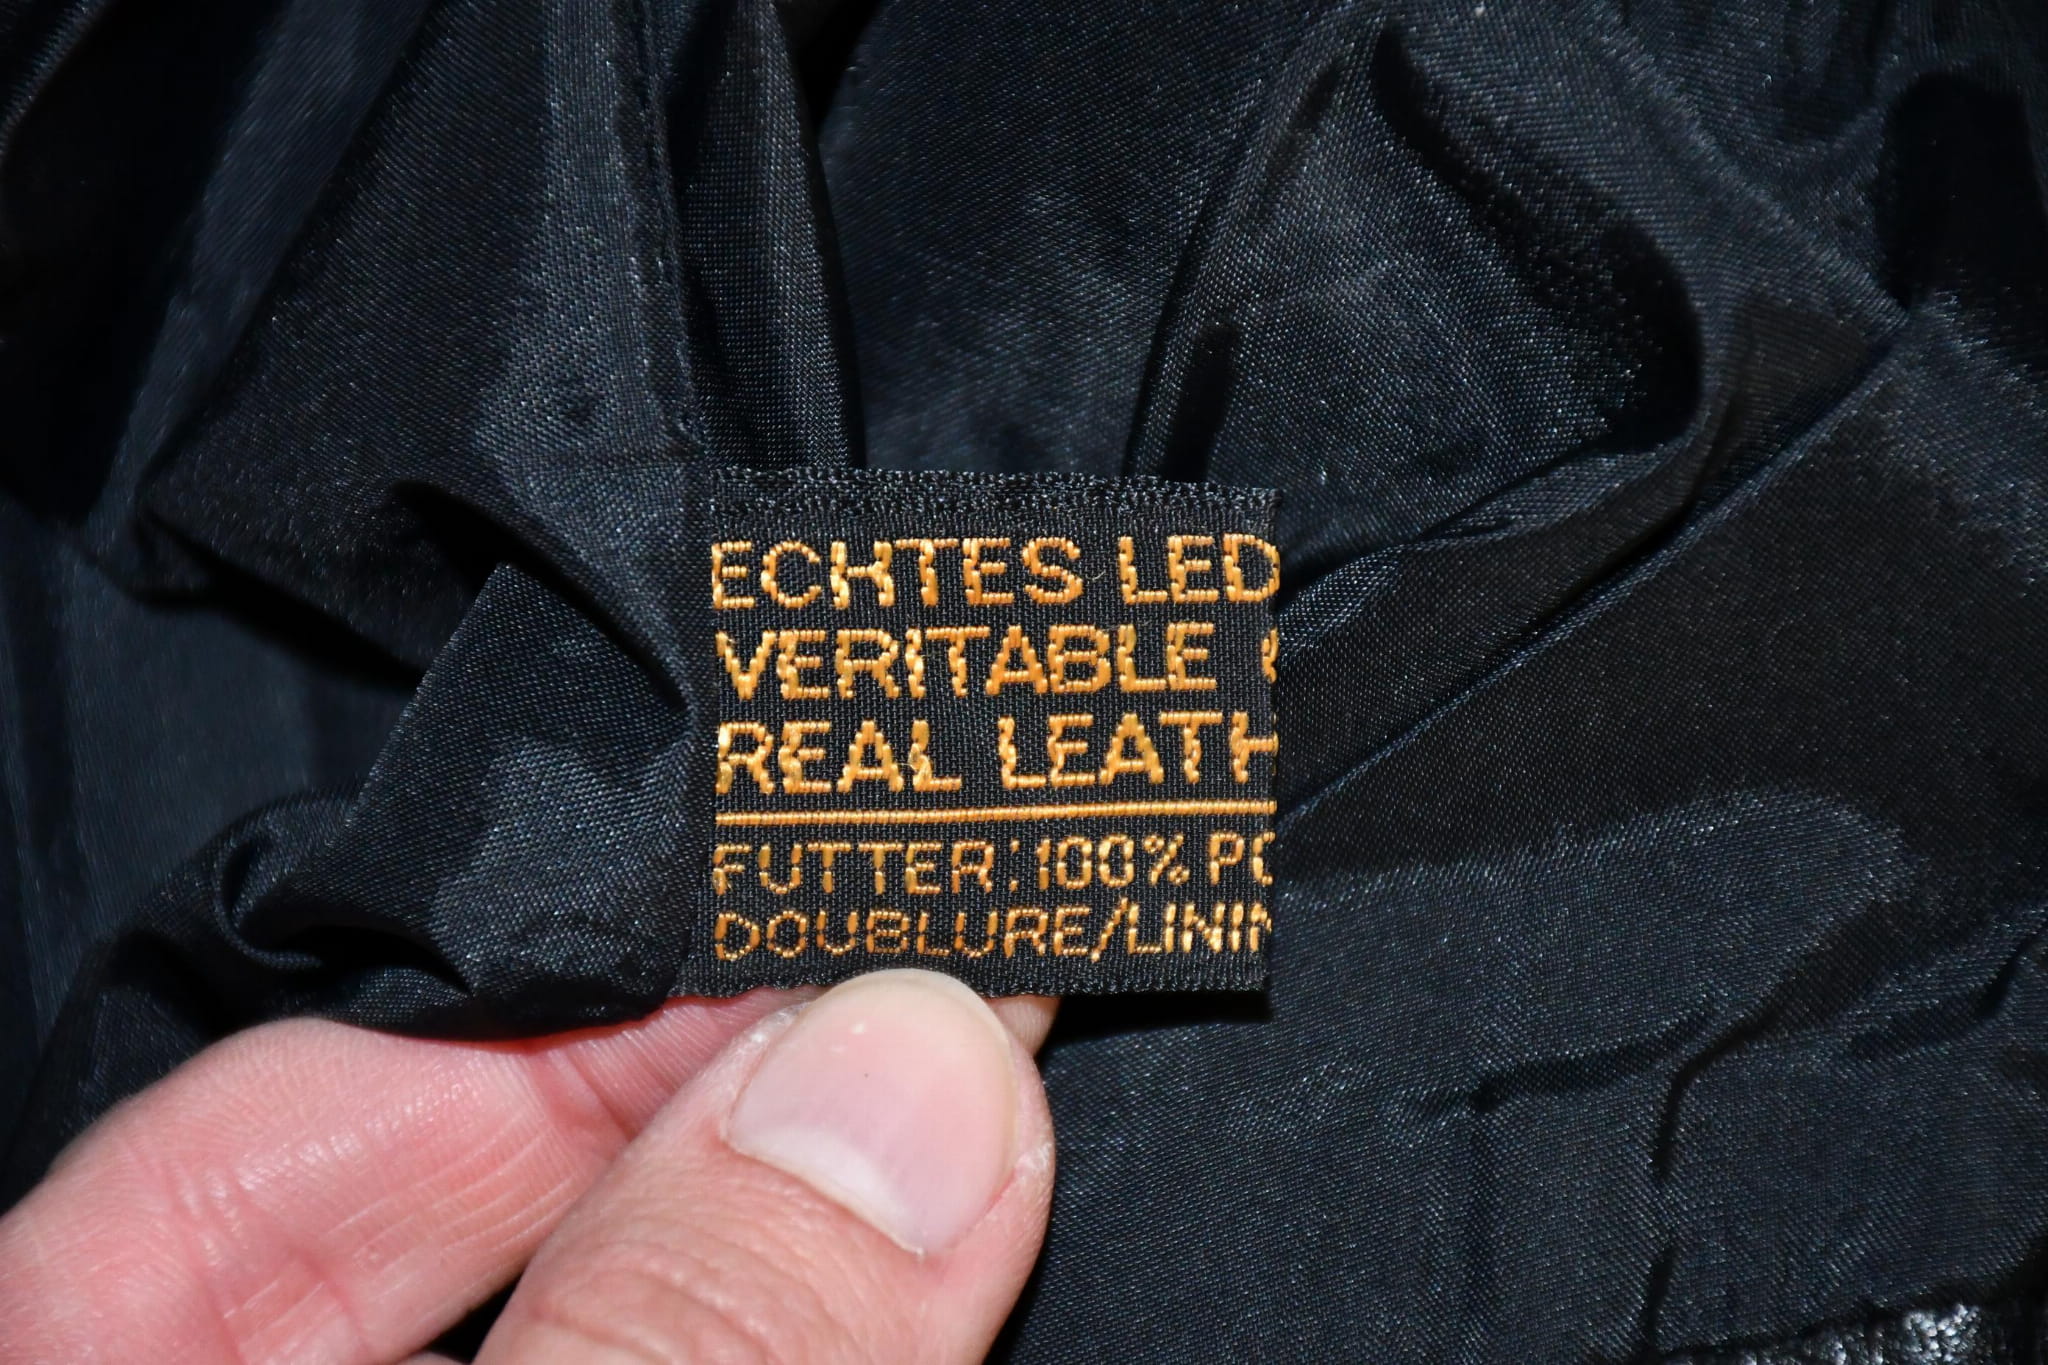 ECHTES LED
VERITABLE
REAL LEATH
FUTTER: 100% PO
DOUBLURE/LININ